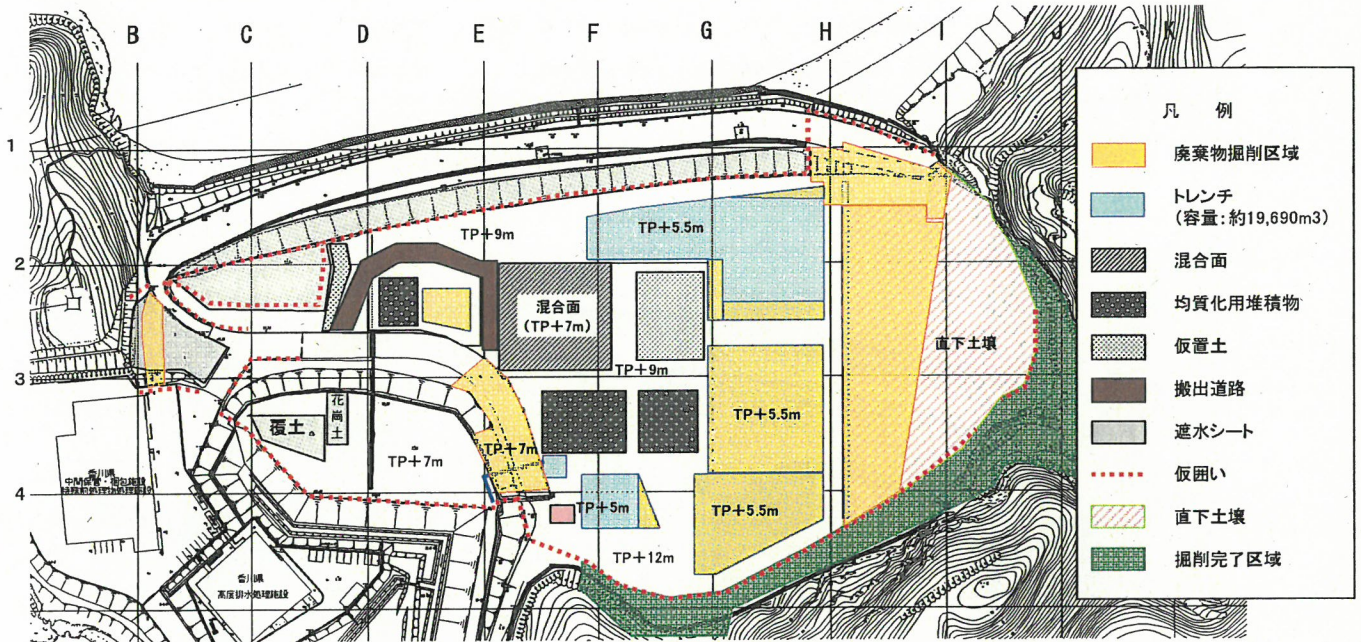 B C D E F G H I J K
1
2
3
4
TP+9m
TP+5.5m
混合面
(TP+7m)
TP+9m
直下土壌
TP+5.5m
花崗土
覆土
TP+7m
TP+7m
TP+5m
TP+5.5m
TP+12m
香川県
中間保管・梱包施設
香川県
高度排水処理施設
凡 例
廃棄物掘削区域
トレンチ
(容量:約19,690m3)
混合面
均質化用堆積物
仮置土
搬出道路
遮水シート
仮囲い
直下土壌
掘削完了区域